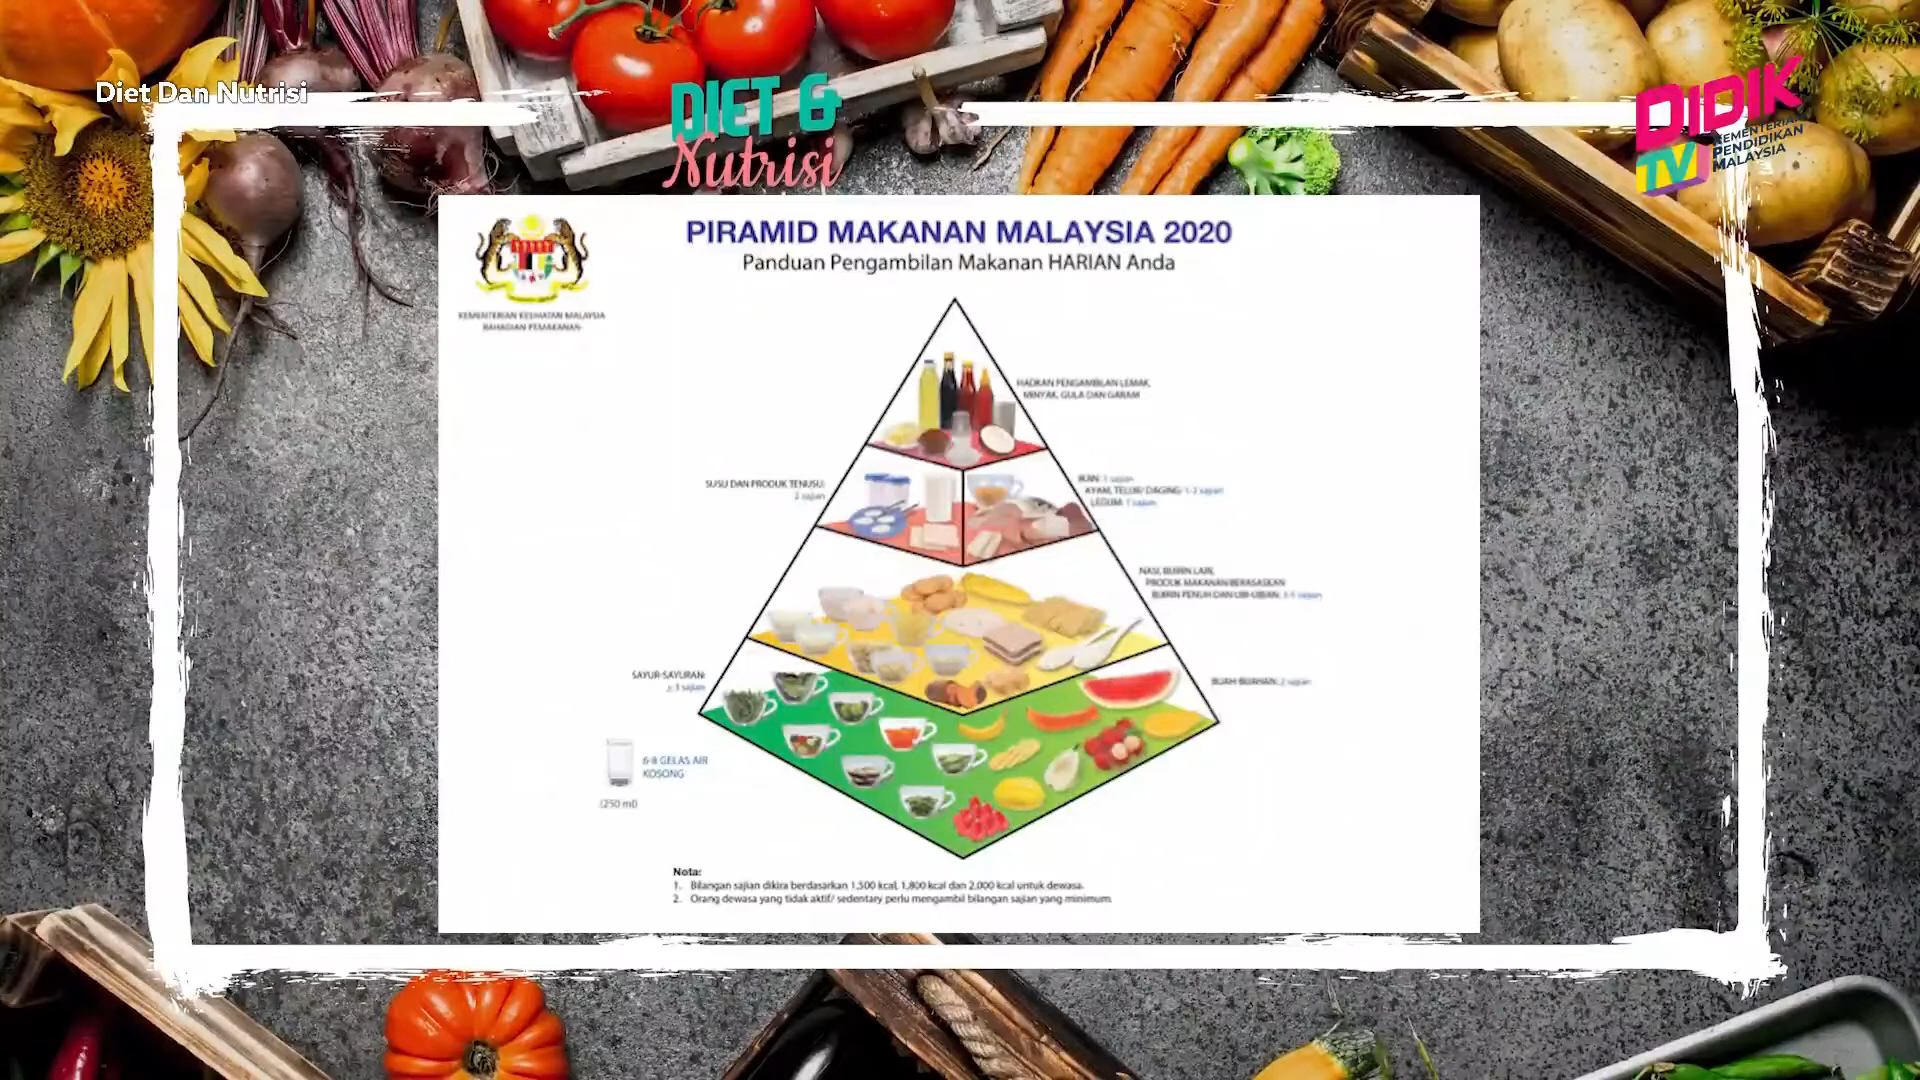 Diet Dan Nutrisi
DIET &
Nutrisi
DIDIK
TV
KEMENTERIAN
PENDIDIKAN
MALAYSIA
PIRAMID MAKANAN MALAYSIA 2020
Panduan Pengambilan Makanan HARIAN Anda
KEMENTERIAN KESIHATAN MALAYSIA
BAHAGIAN PEMAKANAN
HADKAN PENGAMBILAN LEMAK,
MINYAK, GULA DAN GARAM
SUSU DAN PRODUK TENUSU:
2 sajian
IKAN: 1 sajian
AYAM, TELUR/ DAGING: 1-2 sajian
LEGUM: 1 sajian
NASI, BIJIRIN LAIN,
PRODUK MAKANAN BERASASKAN
BIJIRIN PENUH DAN UBI-UBIAN: 3-5 sajian
SAYUR-SAYURAN:
≥ 3 sajian
BUAH-BUAHAN: 2 sajian
6-8 GELAS AIR
KOSONG
(250 ml)
Nota:
1. Bilangan sajian dikira berdasarkan 1,500 kcal, 1,800 kcal dan 2,000 kcal untuk dewasa.
2. Orang dewasa yang tidak aktif/ sedentary perlu mengambil bilangan sajian yang minimum.